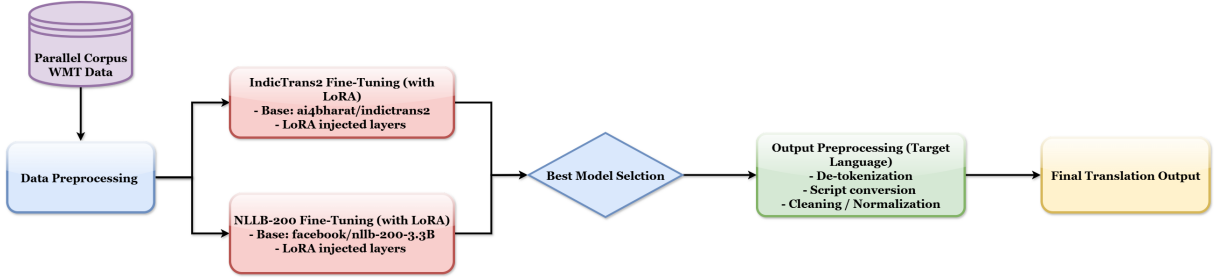 Parallel Corpus
WMT Data
Data Preprocessing
IndicTrans2 Fine-Tuning (with
LoRA)
- Base: ai4bharat/indictrans2
- LoRA injected layers
NLLB-200 Fine-Tuning (with LoRA)
- Base: facebook/nllb-200-3.3B
- LoRA injected layers
Best Model Selction
Output Preprocessing (Target
Language)
- De-tokenization
- Script conversion
- Cleaning / Normalization
Final Translation Output